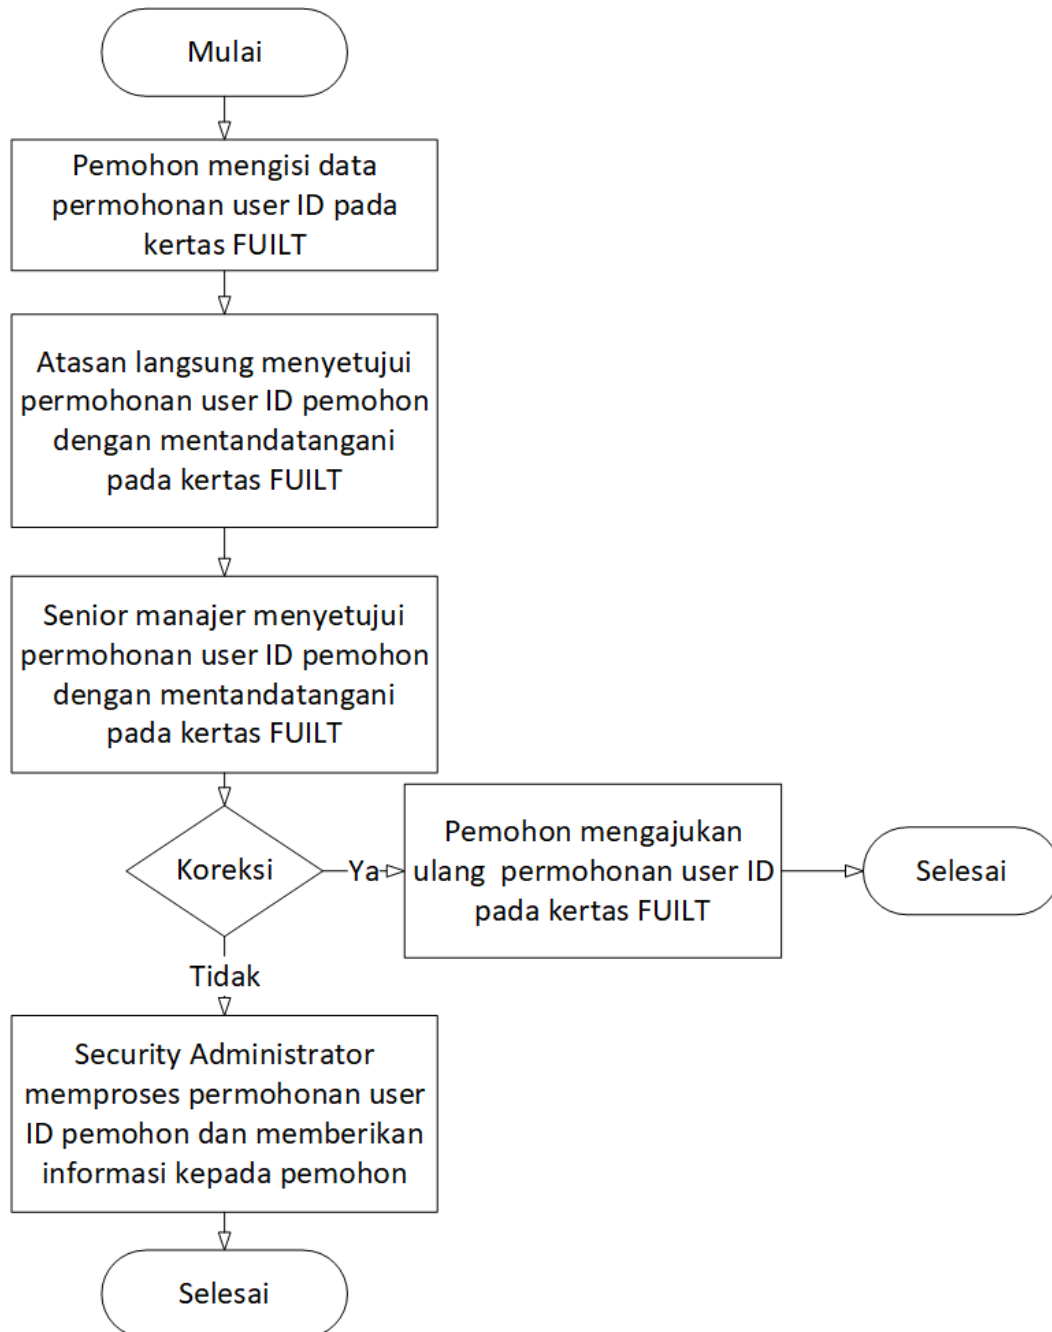 Mulai
Pemohon mengisi data
permohonan user ID pada
kertas FUILT
Atasan langsung menyetujui
permohonan user ID pemohon
dengan mentandatangani
pada kertas FUILT
Senior manajer menyetujui
permohonan user ID pemohon
dengan mentandatangani
pada kertas FUILT
Koreksi
Ya
Pemohon mengajukan
ulang permohonan user ID
pada kertas FUILT
Selesai
Tidak
Security Administrator
memproses permohonan user
ID pemohon dan memberikan
informasi kepada pemohon
Selesai